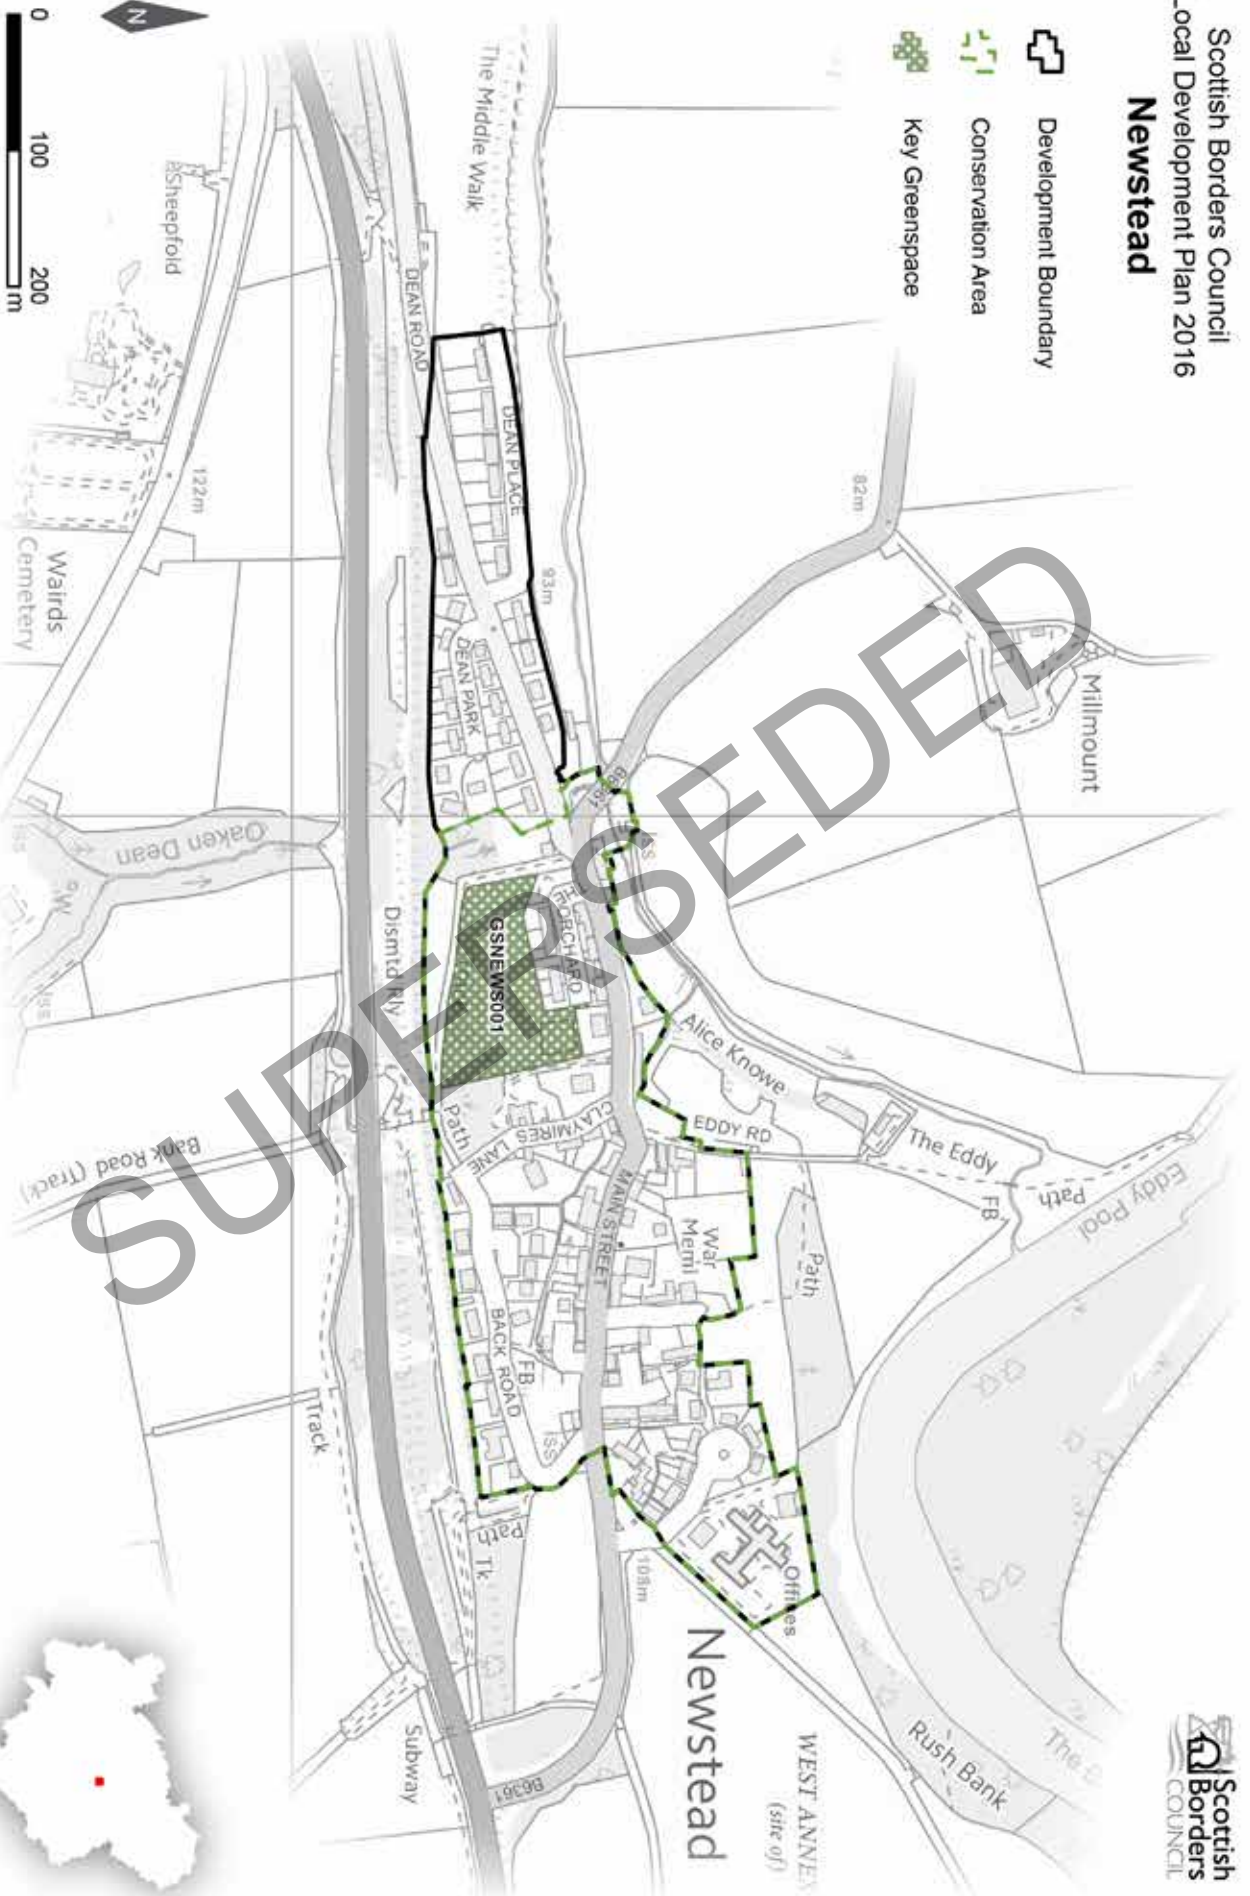 Scottish Borders Council
Local Development Plan 2016
Newstead
Development Boundary
Conservation Area
Key Greenspace
Scottish
Borders
COUNCIL
Millmount
82m
Eddy Pool
Path
The Eddy
FB
Rush Bank
Alice Knowe
EDDY RD
Path
War
Meml
Offices
WEST ANNEX
(site of)
Newstead
108m
The Middle Walk
93m
DEAN PLACE
DEAN ROAD
DEAN PARK
THE ORCHARD
GSNEWS001
CLAYMIRES LANE
MAIN STREET
BACK ROAD
FB
ISS
Path
Path
Tk
B6361
Dismtd Rly
Subway
Sheepfold
122m
Wairds
Cemetery
Oaken Dean
Bank Road (Track)
Track
N
0 100 200
m
SUPERSEDED